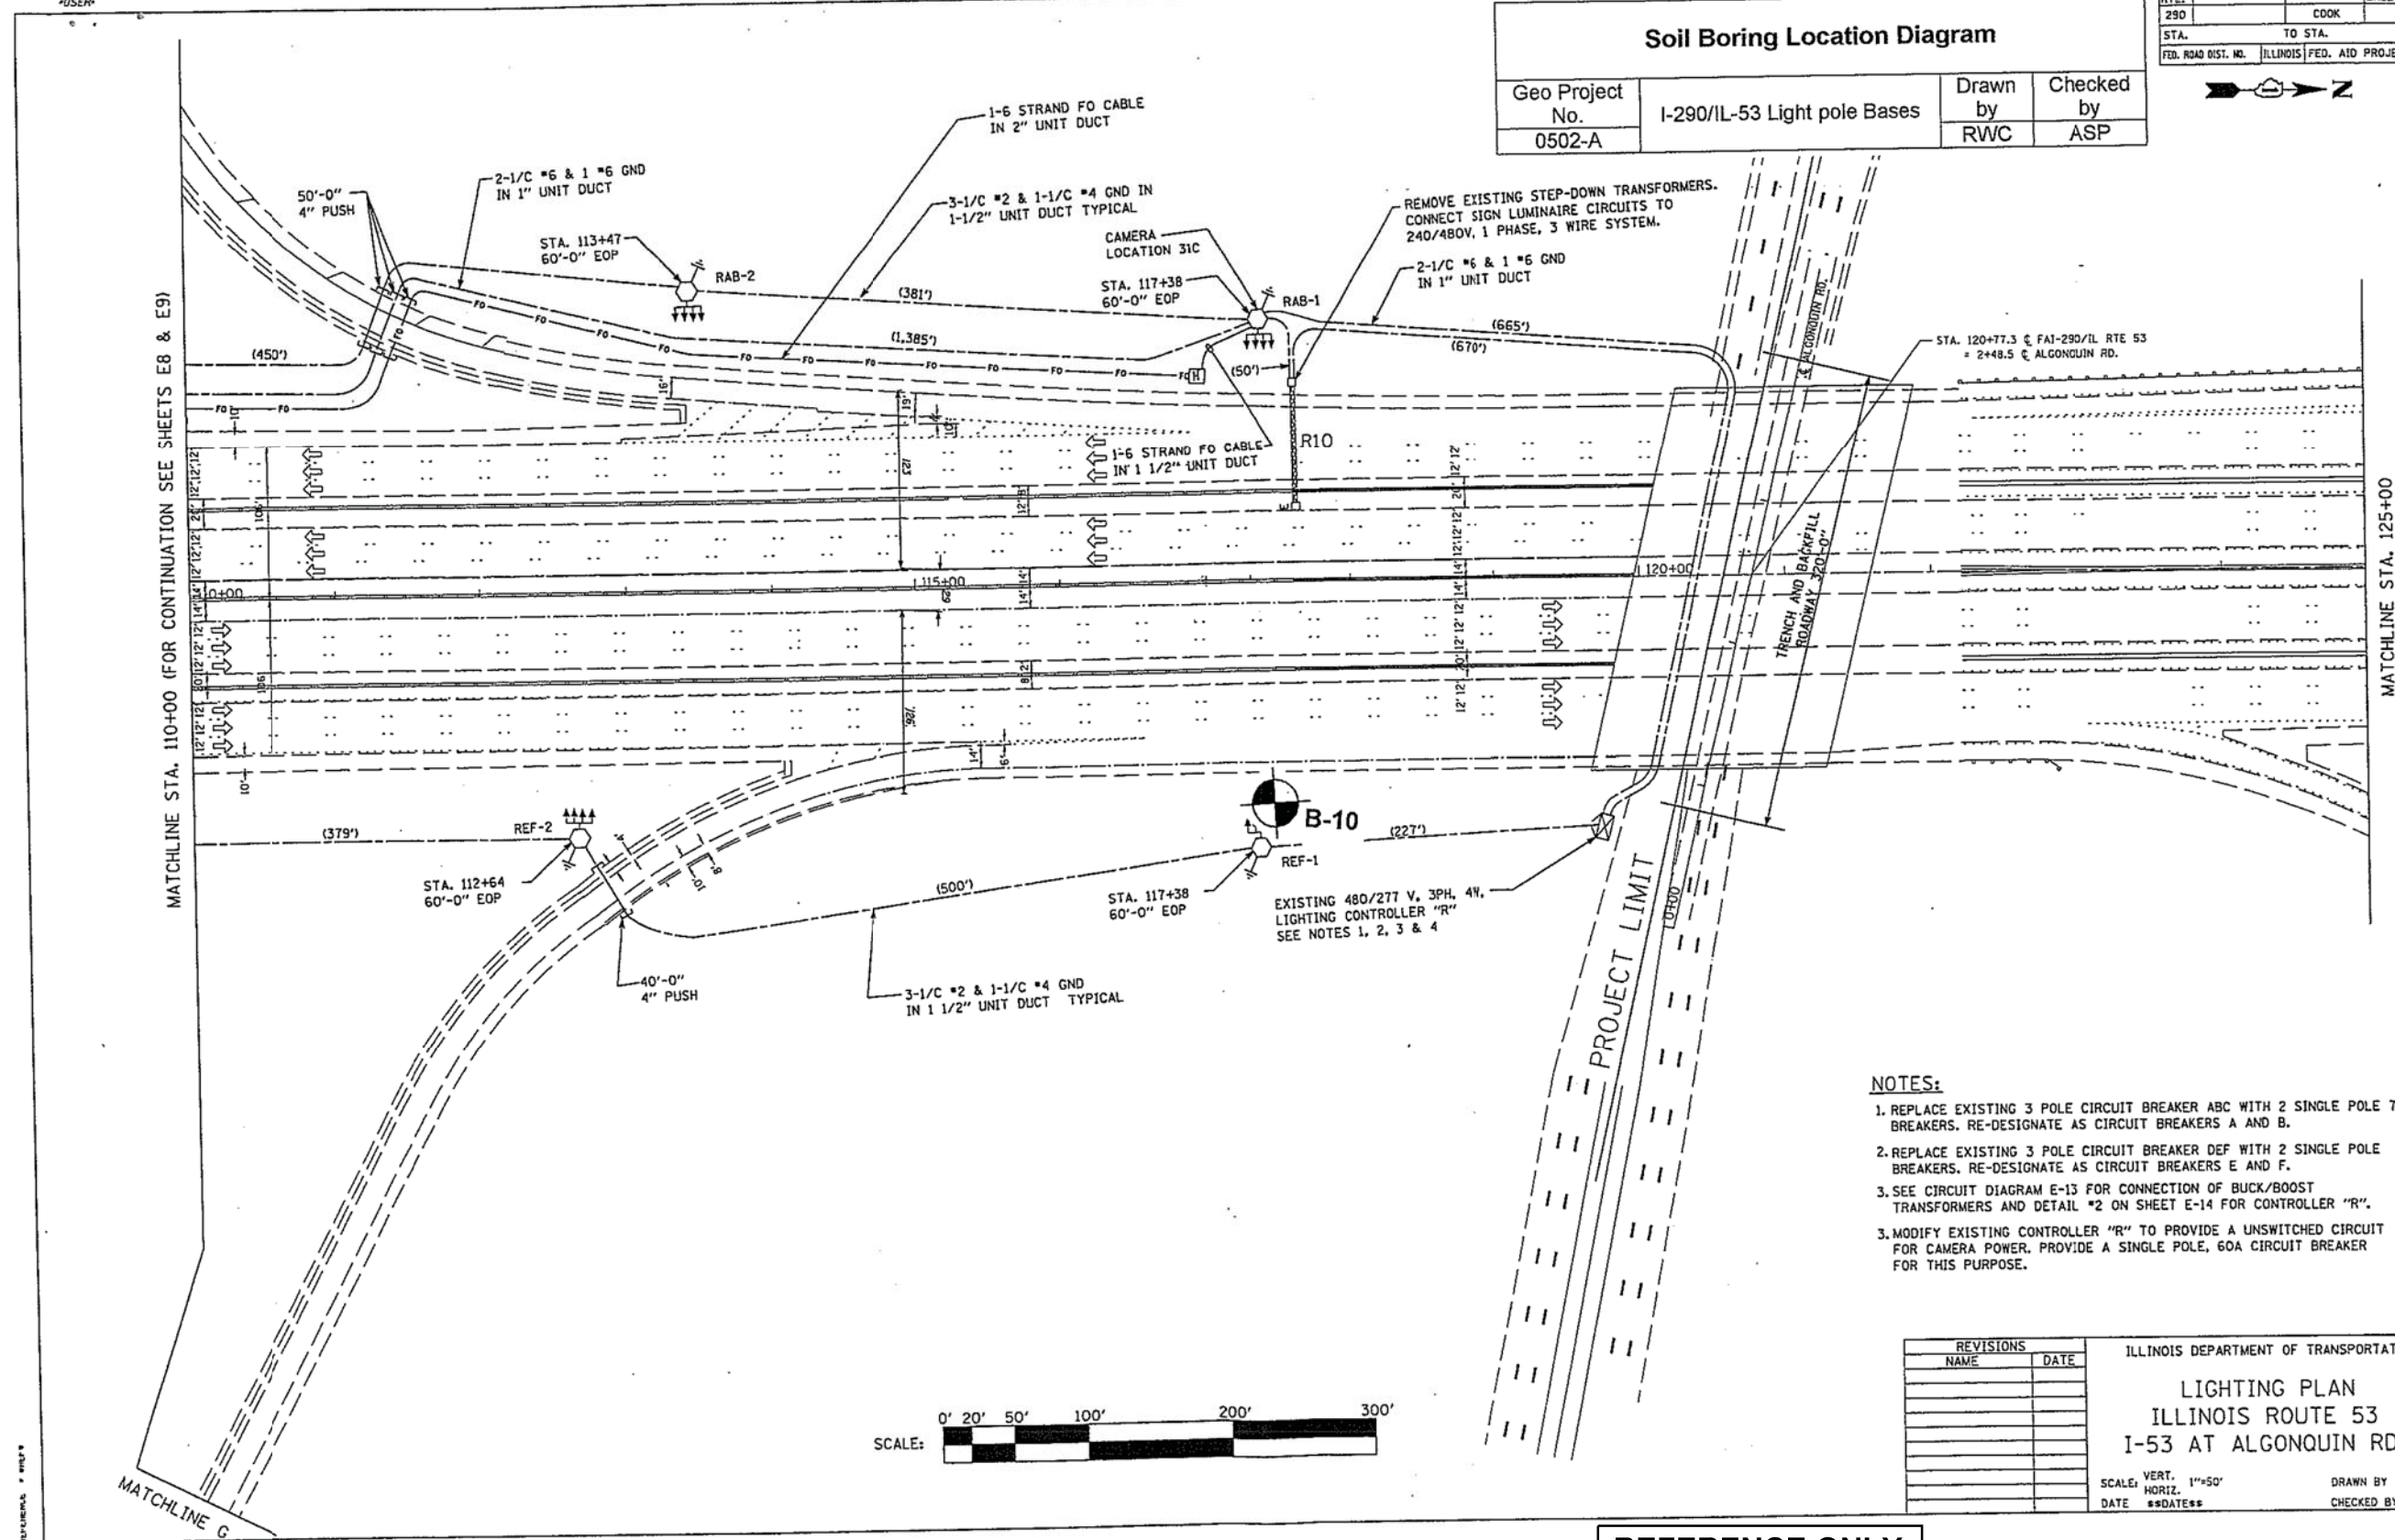 Soil Boring Location Diagram
Geo Project No.
0502-A
I-290/IL-53 Light pole Bases
Drawn by
RWC
Checked by
ASP
290
COOK
STA.
TO STA.
FED. ROAD DIST. NO.
ILLINOIS
FED. AID PROJE
N
1-6 STRAND FO CABLE
IN 2" UNIT DUCT
2-1/C #6 & 1 #6 GND
IN 1" UNIT DUCT
50'-0"
4" PUSH
3-1/C #2 & 1-1/C #4 GND IN
1-1/2" UNIT DUCT TYPICAL
STA. 113+47
60'-0" EOP
RAB-2
CAMERA
LOCATION 31C
STA. 117+38
60'-0" EOP
RAB-1
REMOVE EXISTING STEP-DOWN TRANSFORMERS.
CONNECT SIGN LUMINAIRE CIRCUITS TO
240/480V, 1 PHASE, 3 WIRE SYSTEM.
2-1/C #6 & 1 #6 GND
IN 1" UNIT DUCT
(381')
(1,385')
(665')
(670')
(450')
(50')
H
℄ ALGONQUIN RD.
STA. 120+77.3 ℄ FAI-290/IL RTE 53
= 2+48.5 ℄ ALGONQUIN RD.
1-6 STRAND FO CABLE
IN 1 1/2" UNIT DUCT
R10
MATCHLINE STA. 110+00 (FOR CONTINUATION SEE SHEETS E8 & E9)
MATCHLINE STA. 125+00
115+00
120+00
TRENCH AND BACKFILL
ROADWAY 320'-0"
B-10
(379')
REF-2
STA. 112+64
60'-0" EOP
(500')
REF-1
STA. 117+38
60'-0" EOP
(227')
EXISTING 480/277 V, 3PH, 4W,
LIGHTING CONTROLLER "R"
SEE NOTES 1, 2, 3 & 4
40'-0"
4" PUSH
3-1/C #2 & 1-1/C #4 GND
IN 1 1/2" UNIT DUCT TYPICAL
PROJECT LIMIT
0+00
NOTES:
1. REPLACE EXISTING 3 POLE CIRCUIT BREAKER ABC WITH 2 SINGLE POLE
BREAKERS. RE-DESIGNATE AS CIRCUIT BREAKERS A AND B.
2. REPLACE EXISTING 3 POLE CIRCUIT BREAKER DEF WITH 2 SINGLE POLE
BREAKERS. RE-DESIGNATE AS CIRCUIT BREAKERS E AND F.
3. SEE CIRCUIT DIAGRAM E-13 FOR CONNECTION OF BUCK/BOOST
TRANSFORMERS AND DETAIL #2 ON SHEET E-14 FOR CONTROLLER "R".
3. MODIFY EXISTING CONTROLLER "R" TO PROVIDE A UNSWITCHED CIRCUIT
FOR CAMERA POWER. PROVIDE A SINGLE POLE, 60A CIRCUIT BREAKER
FOR THIS PURPOSE.
0' 20' 50' 100' 200' 300'
SCALE:
MATCHLINE G
REVISIONS
NAME
DATE
ILLINOIS DEPARTMENT OF TRANSPORTAT
LIGHTING PLAN
ILLINOIS ROUTE 53
I-53 AT ALGONQUIN RD
SCALE: VERT. HORIZ. 1"=50'
DRAWN BY
DATE $$DATE$$
CHECKED BY
REFERENCE ONLY